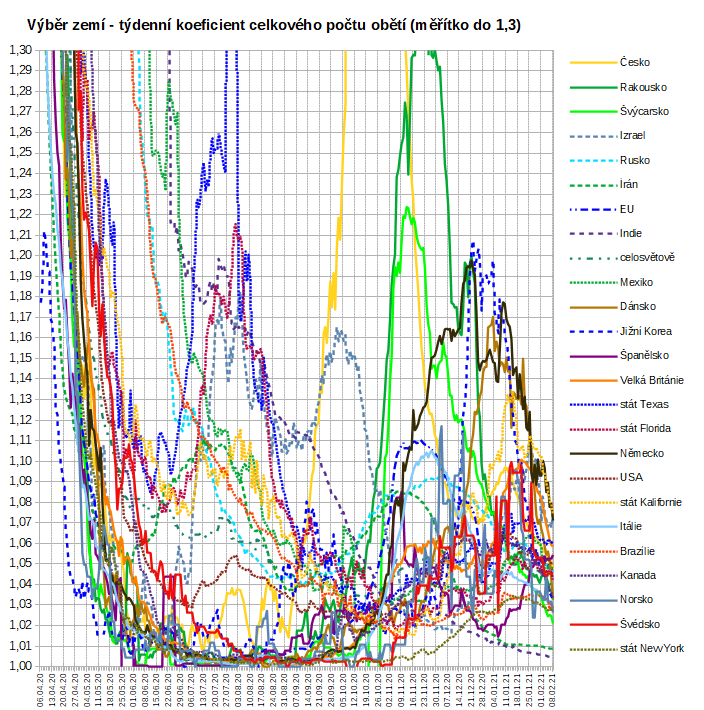 Výběr zemí - týdenní koeficient celkového počtu obětí (měřítko do 1,3)
1,30
1,29
1,28
1,27
1,26
1,25
1,24
1,23
1,22
1,21
1,20
1,19
1,18
1,17
1,16
1,15
1,14
1,13
1,12
1,11
1,10
1,09
1,08
1,07
1,06
1,05
1,04
1,03
1,02
1,01
1,00
06.04.20
13.04.20
20.04.20
27.04.20
04.05.20
11.05.20
18.05.20
25.05.20
01.06.20
08.06.20
15.06.20
22.06.20
29.06.20
06.07.20
13.07.20
20.07.20
27.07.20
03.08.20
10.08.20
17.08.20
24.08.20
31.08.20
07.09.20
14.09.20
21.09.20
28.09.20
05.10.20
12.10.20
19.10.20
26.10.20
02.11.20
09.11.20
16.11.20
23.11.20
30.11.20
07.12.20
14.12.20
21.12.20
28.12.20
04.01.21
11.01.21
18.01.21
25.01.21
01.02.21
08.02.21
Česko
Rakousko
Švýcarsko
Izrael
Rusko
Írán
EU
Indie
celosvětově
Mexiko
Dánsko
Jižní Korea
Španělsko
Velká Británie
stát Texas
stát Florida
Německo
USA
stát Kalifornie
Itálie
Brazílie
Kanada
Norsko
Švédsko
stát NewYork